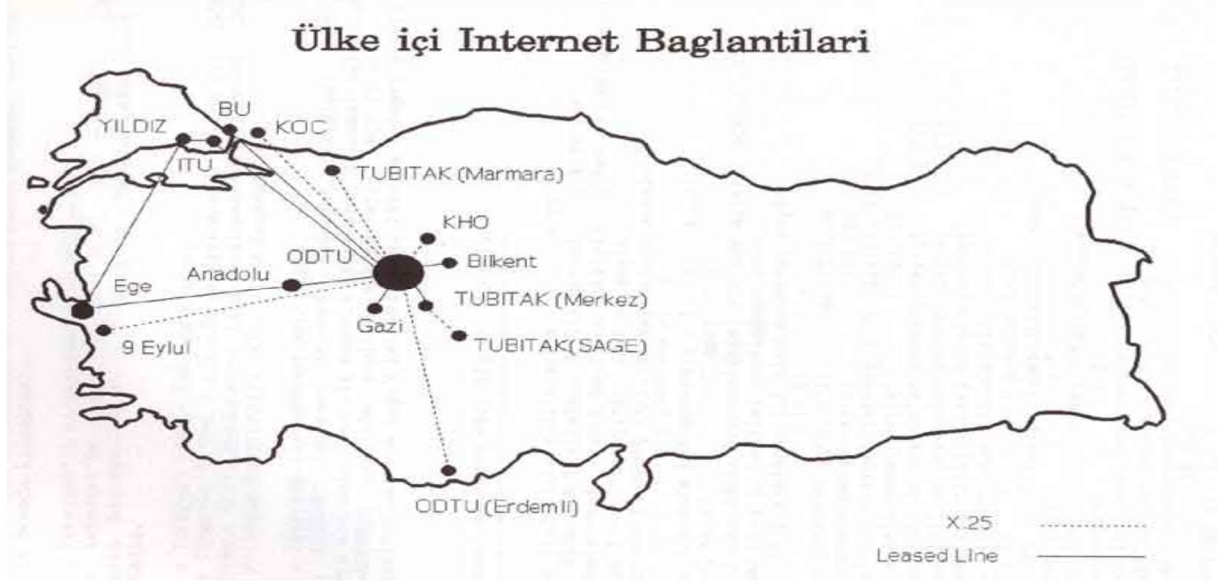 Ülke içi Internet Baglantilari
BU
YILDIZ
KOC
ITU
TUBITAK (Marmara)
KHO
ODTU
Bilkent
Anadolu
Ege
TUBITAK (Merkez)
Gazi
9 Eylul
TUBITAK(SAGE)
ODTU (Erdemli)
X.25
Leased Line